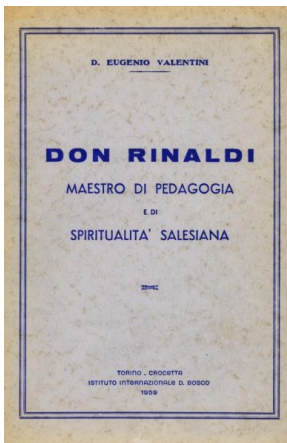 D. EUGENIO VALENTINI
DON RINALDI
MAESTRO DI PEDAGOGIA
E DI
SPIRITUALITA' SALESIANA
TORINO - CROCETTA
ISTITUTO INTERNAZIONALE D. BOSCO
1959